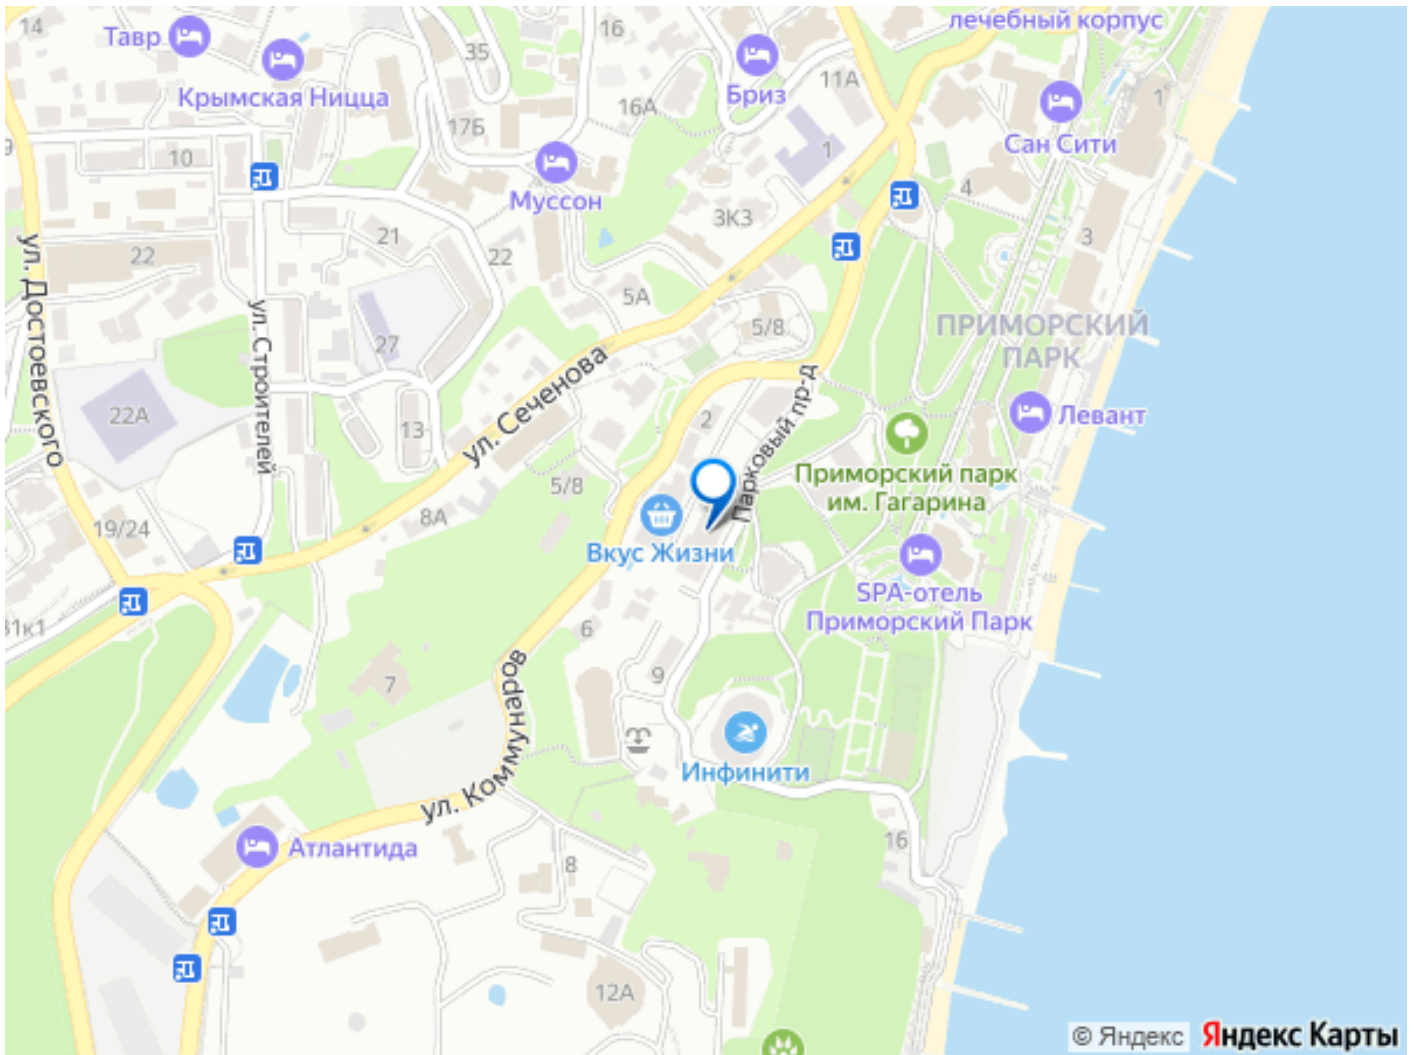 14
16
лечебный корпус
Тавр
35
Бриз
11А
Крымская Ницца
16А
1
17Б
1
Сан Сити
10
Муссон
4
3К3
21
3
22
22
ул. Достоевского
5А
ул. Строителей
5/8
ПРИМОРСКИЙ
ПАРК
27
ул. Сеченова
Парковый пр-д
22А
13
2
Левант
Приморский парк
им. Гагарина
5/8
19/24
8А
Вкус Жизни
SPA-отель
Приморский Парк
31к1
6
7
9
ул. Коммунаров
Инфинити
16
Атлантида
8
12А
© Яндекс
Яндекс Карты